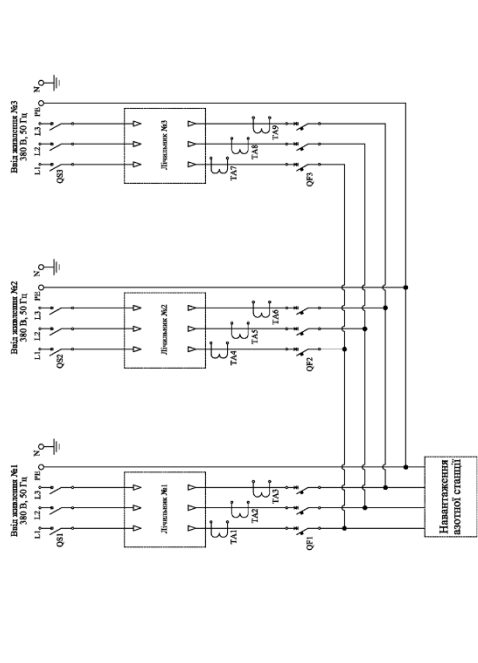 Ввід живлення №1
380 В, 50 Гц
L1
L2
L3
PE
N
QS1
Лічильник №1
TA1
TA2
TA3
QF1
Ввід живлення №2
380 В, 50 Гц
L1
L2
L3
PE
N
QS2
Лічильник №2
TA4
TA5
TA6
QF2
Ввід живлення №3
380 В, 50 Гц
L1
L2
L3
PE
N
QS3
Лічильник №3
TA7
TA8
TA9
QF3
Навантаження
азотної станції